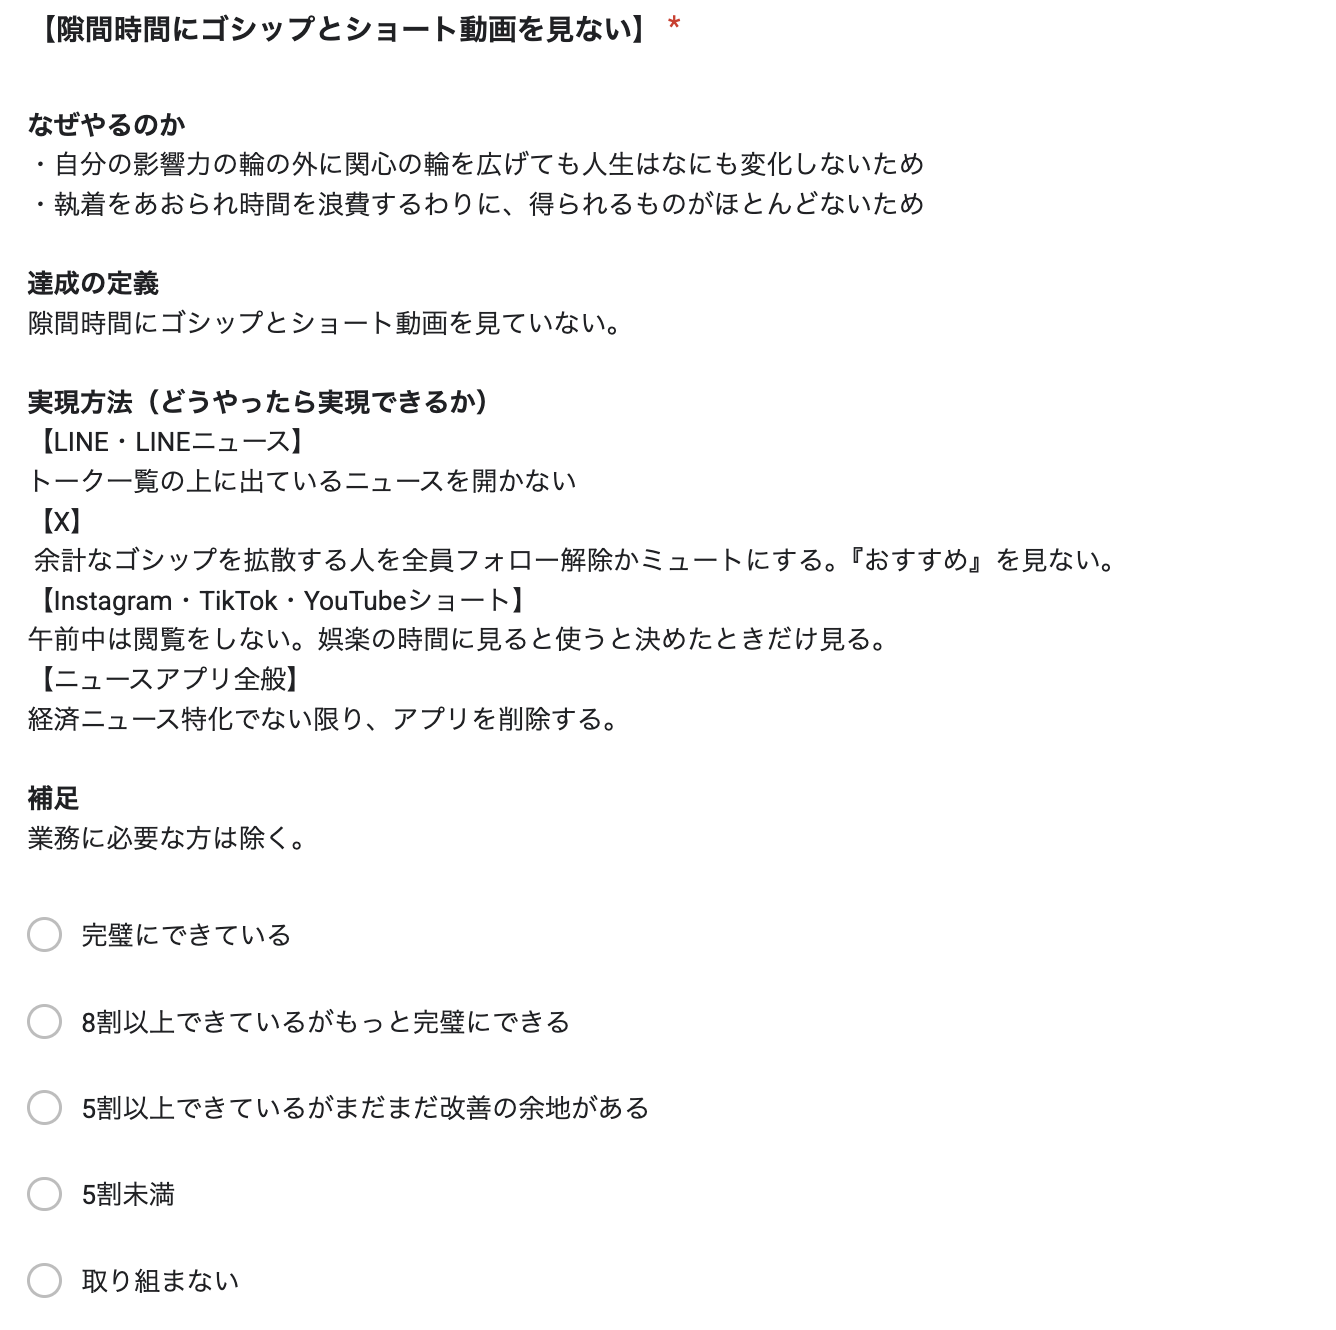 【隙間時間にゴシップとショート動画を見ない】 *
なぜやるのか
・自分の影響力の輪の外に関心の輪を広げても人生はなにも変化しないため
・執着をあおられ時間を浪費するわりに、得られるものがほとんどないため
達成の定義
隙間時間にゴシップとショート動画を見ていない。
実現方法（どうやったら実現できるか）
【LINE・LINEニュース】
トーク一覧の上に出ているニュースを開かない
【X】
余計なゴシップを拡散する人を全員フォロー解除かミュートにする。『おすすめ』を見ない。
【Instagram・TikTok・YouTubeショート】
午前中は閲覧をしない。娯楽の時間に見ると使うと決めたときだけ見る。
【ニュースアプリ全般】
経済ニュース特化でない限り、アプリを削除する。
補足
業務に必要な方は除く。
完璧にできている
8割以上できているがもっと完璧にできる
5割以上できているがまだまだ改善の余地がある
5割未満
取り組まない